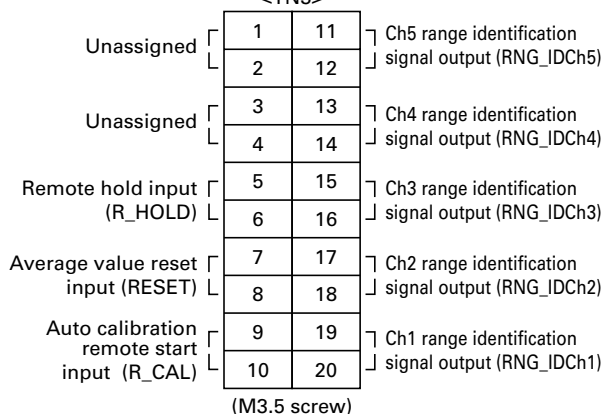 <TN5>
Unassigned
1 11
2 12
Ch5 range identification
signal output (RNG_IDCh5)
Unassigned
3 13
4 14
Ch4 range identification
signal output (RNG_IDCh4)
Remote hold input
(R_HOLD)
5 15
6 16
Ch3 range identification
signal output (RNG_IDCh3)
Average value reset
input (RESET)
7 17
8 18
Ch2 range identification
signal output (RNG_IDCh2)
Auto calibration
remote start
input (R_CAL)
9 19
10 20
Ch1 range identification
signal output (RNG_IDCh1)
(M3.5 screw)